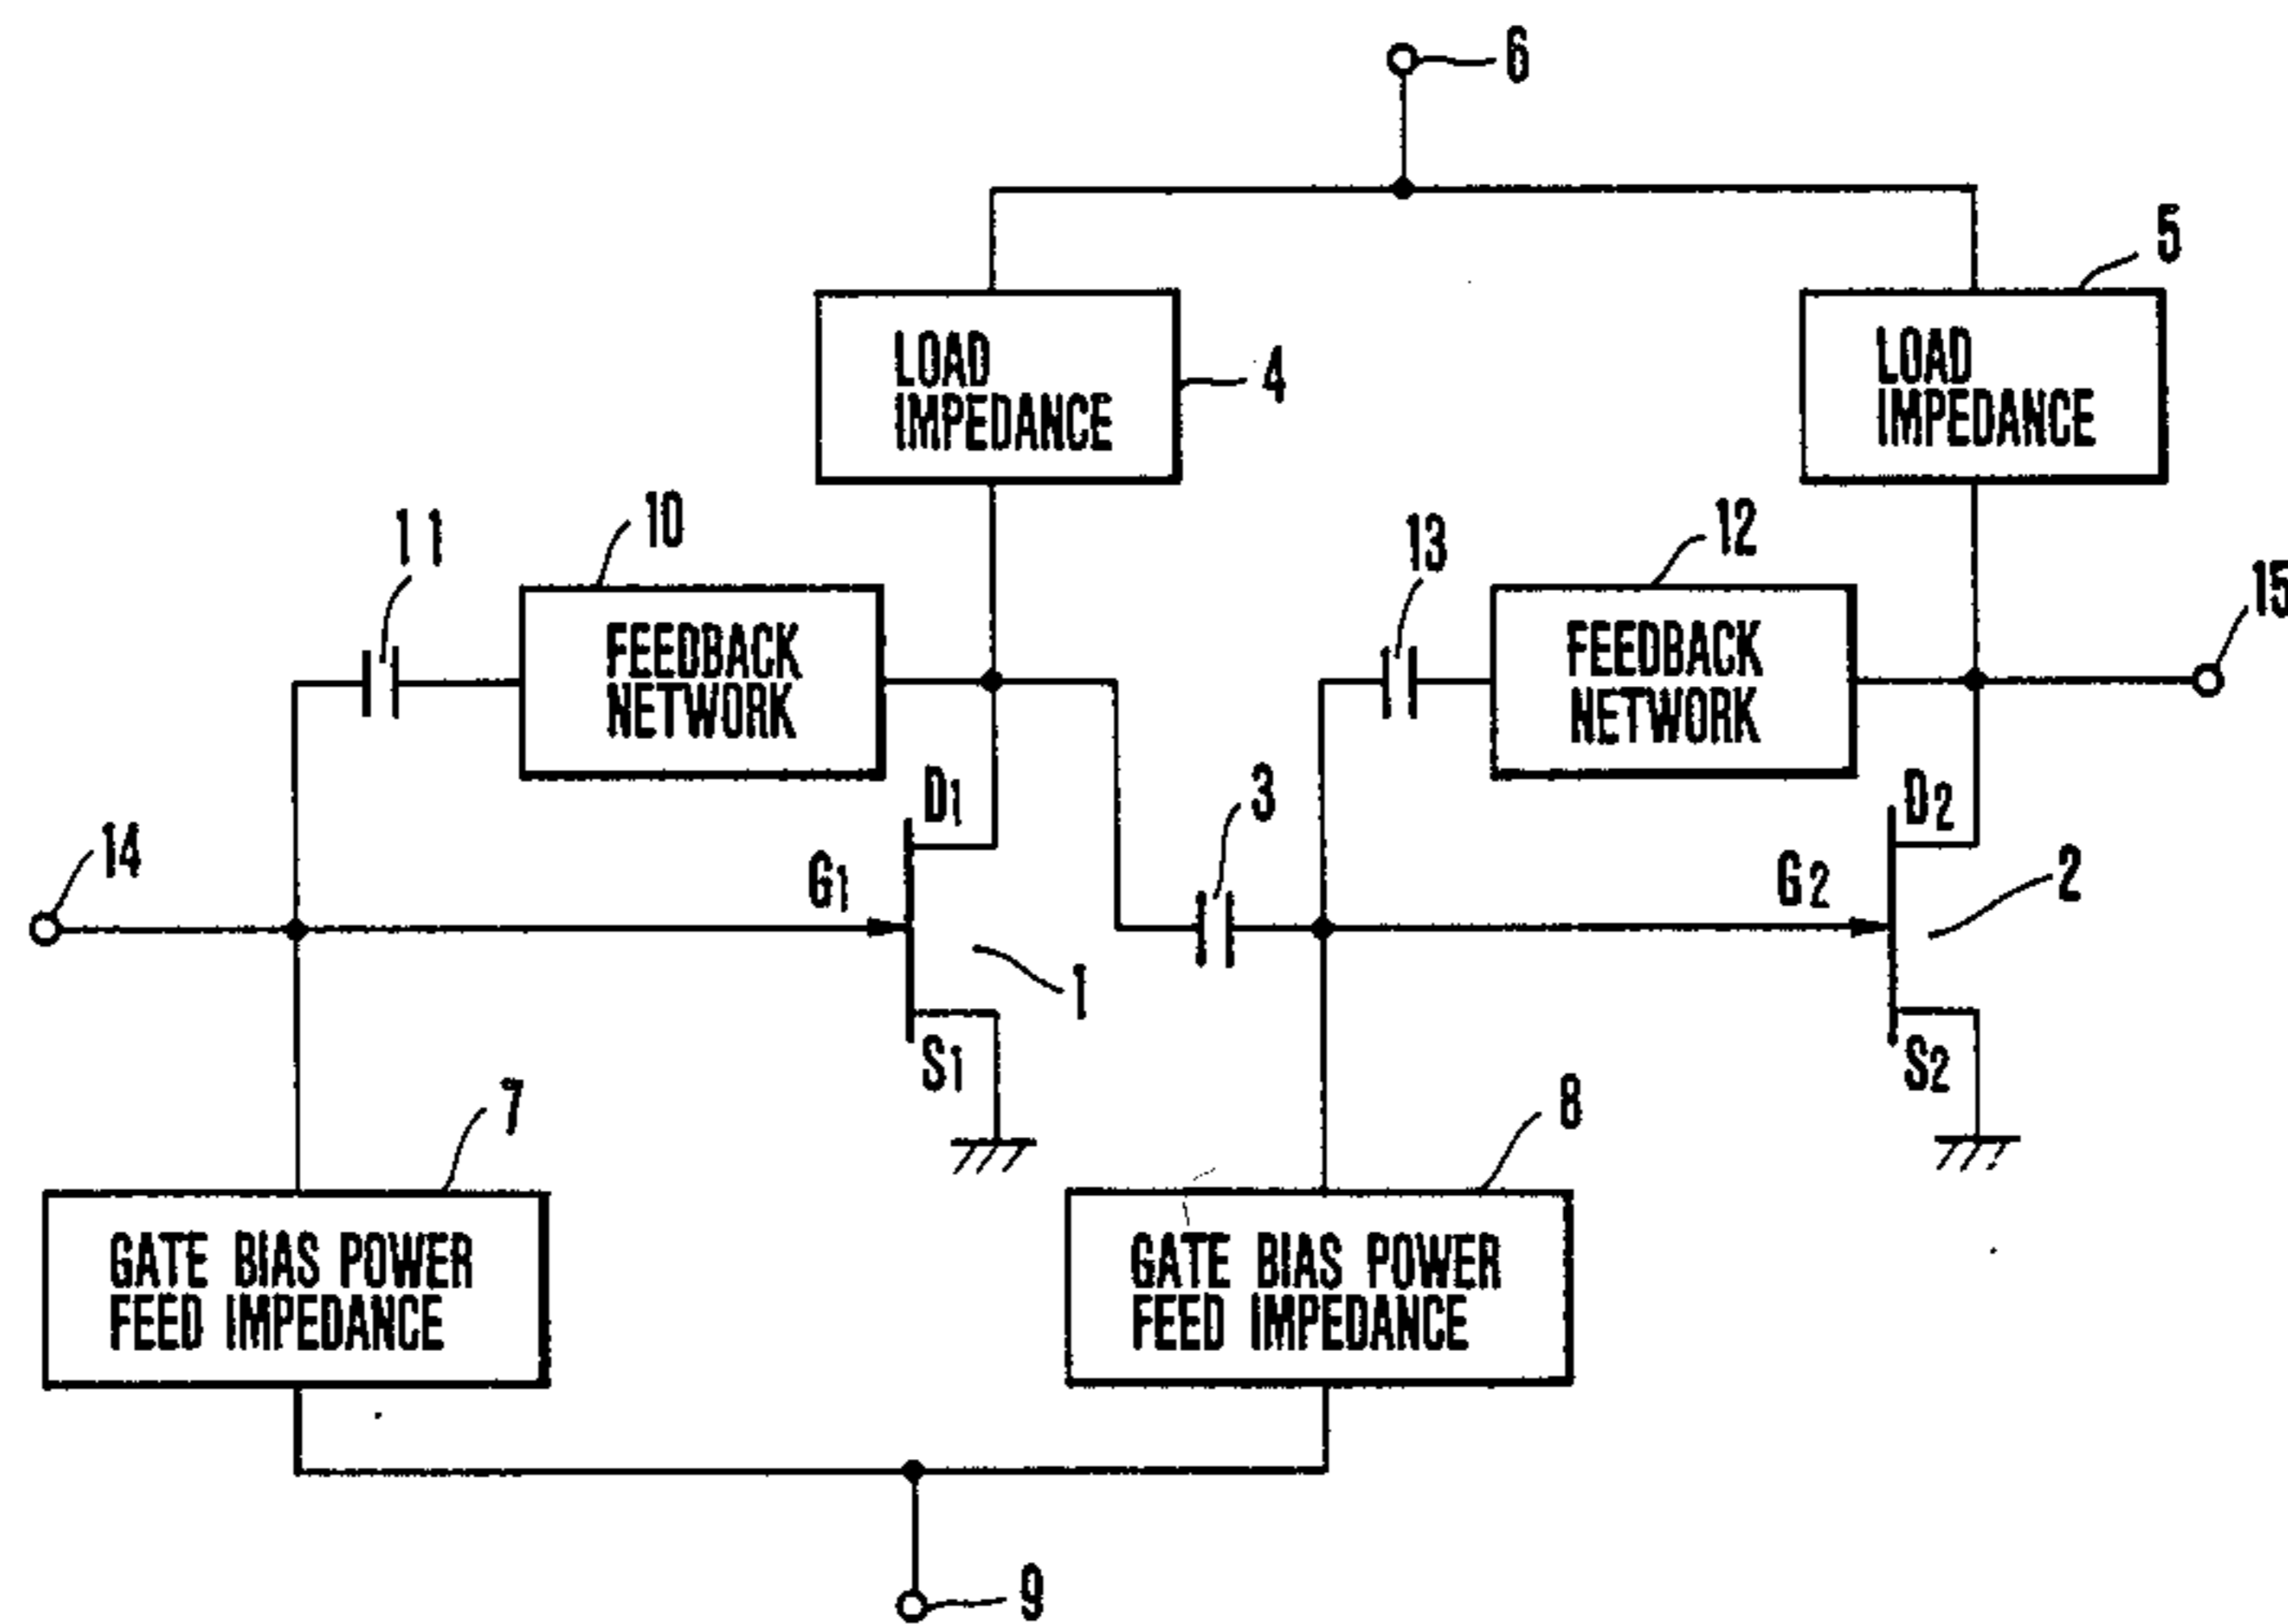 6
5
LOAD
IMPEDANCE
4
LOAD
IMPEDANCE
11
10
FEEDBACK
NETWORK
13
12
FEEDBACK
NETWORK
15
14
D1
G1
S1
1
3
D2
G2
S2
2
7
GATE BIAS POWER
FEED IMPEDANCE
8
GATE BIAS POWER
FEED IMPEDANCE
9